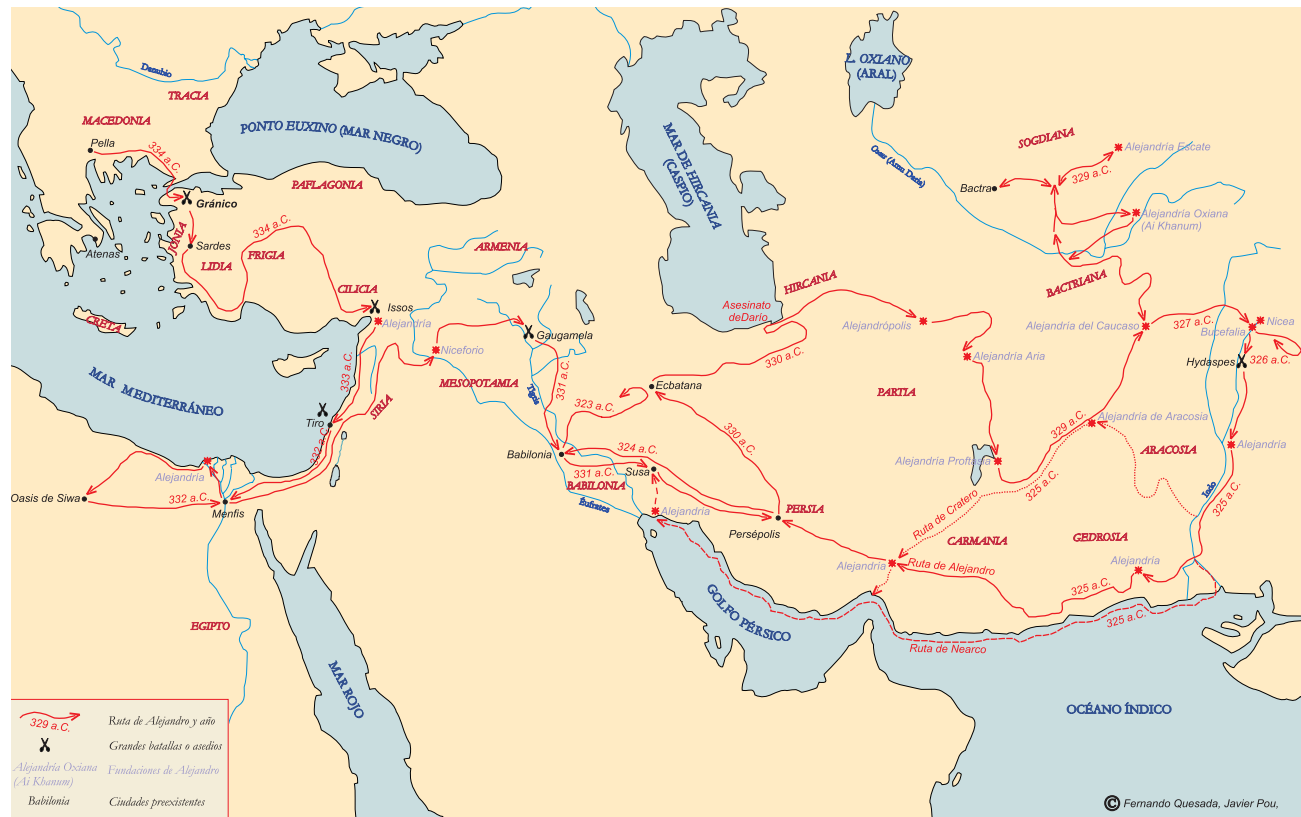 Danubio
TRACIA
MACEDONIA
Pella
334 a.C.
Gránico
PONTO EUXINO (MAR NEGRO)
PAFLAGONIA
JONIA
Sardes
LIDIA
FRIGIA
334 a.C.
Atenas
CRETA
CILICIA
Issos
Alejandría
ARMENIA
MAR DE HIRCANIA
(CASPIO)
L. OXIANO
(ARAL)
Oxus (Amu Daria)
SOGDIANA
Alejandría Escate
329 a.C.
Bactra
Alejandría Oxiana
(Ai Khanum)
BACTRIANA
HIRCANIA
Asesinato
deDarío
330 a.C.
Alejandrópolis
Alejandría Aria
Alejandría del Caucaso
327 a.C.
Nicea
Bucefalia
Hydaspes
326 a.C.
MAR MEDITERRÁNEO
333 a.C.
SIRIA
Niceforio
Gaugamela
MESOPOTAMIA
Tigris
331 a.C.
323 a.C.
Ecbatana
PARTIA
Tiro
332 a.C.
Alejandría
Oasis de Siwa
332 a.C.
Menfis
Babilonia
324 a.C.
331 a.C.
BABILONIA
Susa
330 a.C.
Éufrates
Alejandría
Persépolis
PERSIA
329 a.C.
Alejandría de Aracosia
ARACOSIA
Alejandría Proftasia
325 a.C.
Ruta de Cratero
Alejandría
Indo
325 a.C.
CARMANIA
GEDROSIA
Alejandría
Ruta de Alejandro
Alejandría
325 a.C.
325 a.C.
Ruta de Nearco
GOLFO PÉRSICO
EGIPTO
MAR ROJO
OCÉANO ÍNDICO
329 a.C.
Ruta de Alejandro y año
Grandes batallas o asedios
Alejandría Oxiana
(Ai Khanum)
Fundaciones de Alejandro
Babilonia
Ciudades preexistentes
© Fernando Quesada, Javier Pou,